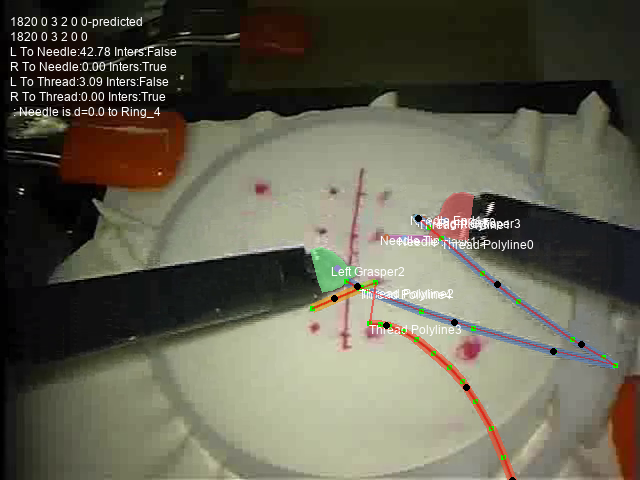 1820 0 3 2 0 0-predicted
1820 0 3 2 0 0
L To Needle:42.78 Inters:False
R To Needle:0.00 Inters:True
L To Thread:3.09 Inters:False
R To Thread:0.00 Inters:True
: Needle is d=0.0 to Ring_4
Thread Polyline0
Left Grasper2
Thread Polyline3